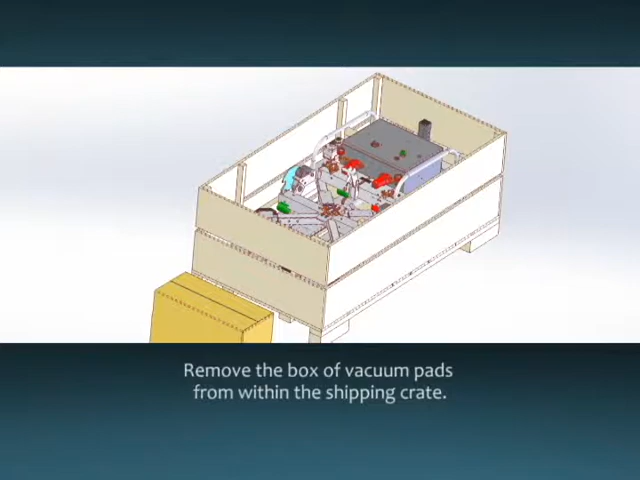 Remove the box of vacuum pads
from within the shipping crate.